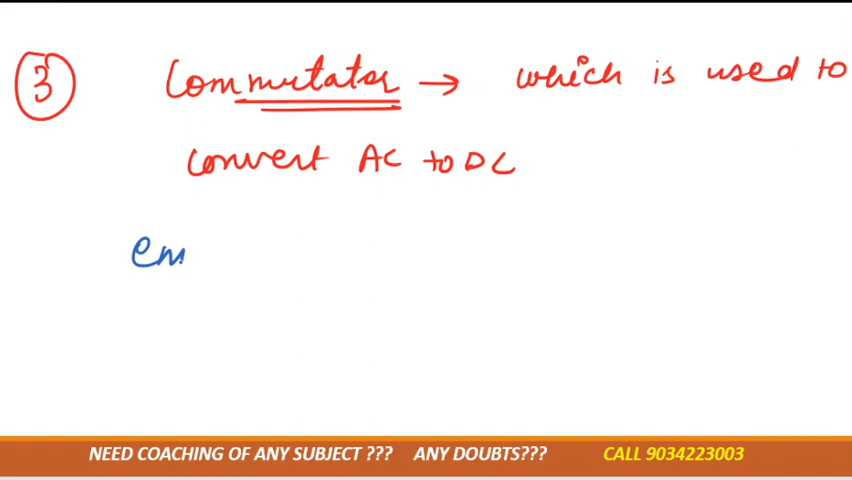 3 Commutator → which is used to
convert AC to DC
em
NEED COACHING OF ANY SUBJECT ??? ANY DOUBTS??? CALL 9034223003